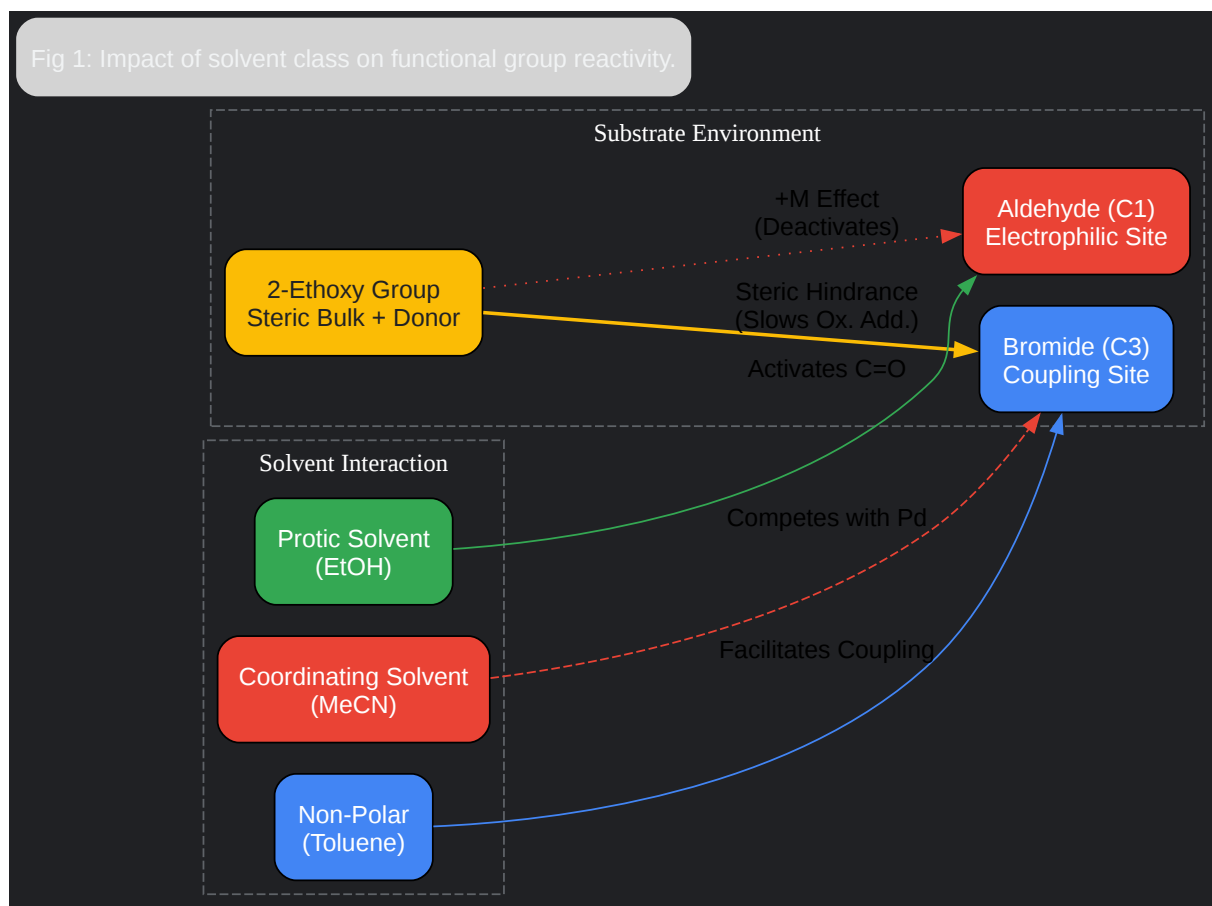 Fig 1: Impact of solvent class on functional group reactivity.
Substrate Environment
+M Effect
(Deactivates)
Aldehyde (C1)
Electrophilic Site
2-Ethoxy Group
Steric Bulk + Donor
Steric Hindrance
(Slows Ox. Add.)
Bromide (C3)
Coupling Site
Activates C=O
Solvent Interaction
Protic Solvent
(EtOH)
Competes with Pd
Coordinating Solvent
(MeCN)
Facilitates Coupling
Non-Polar
(Toluene)